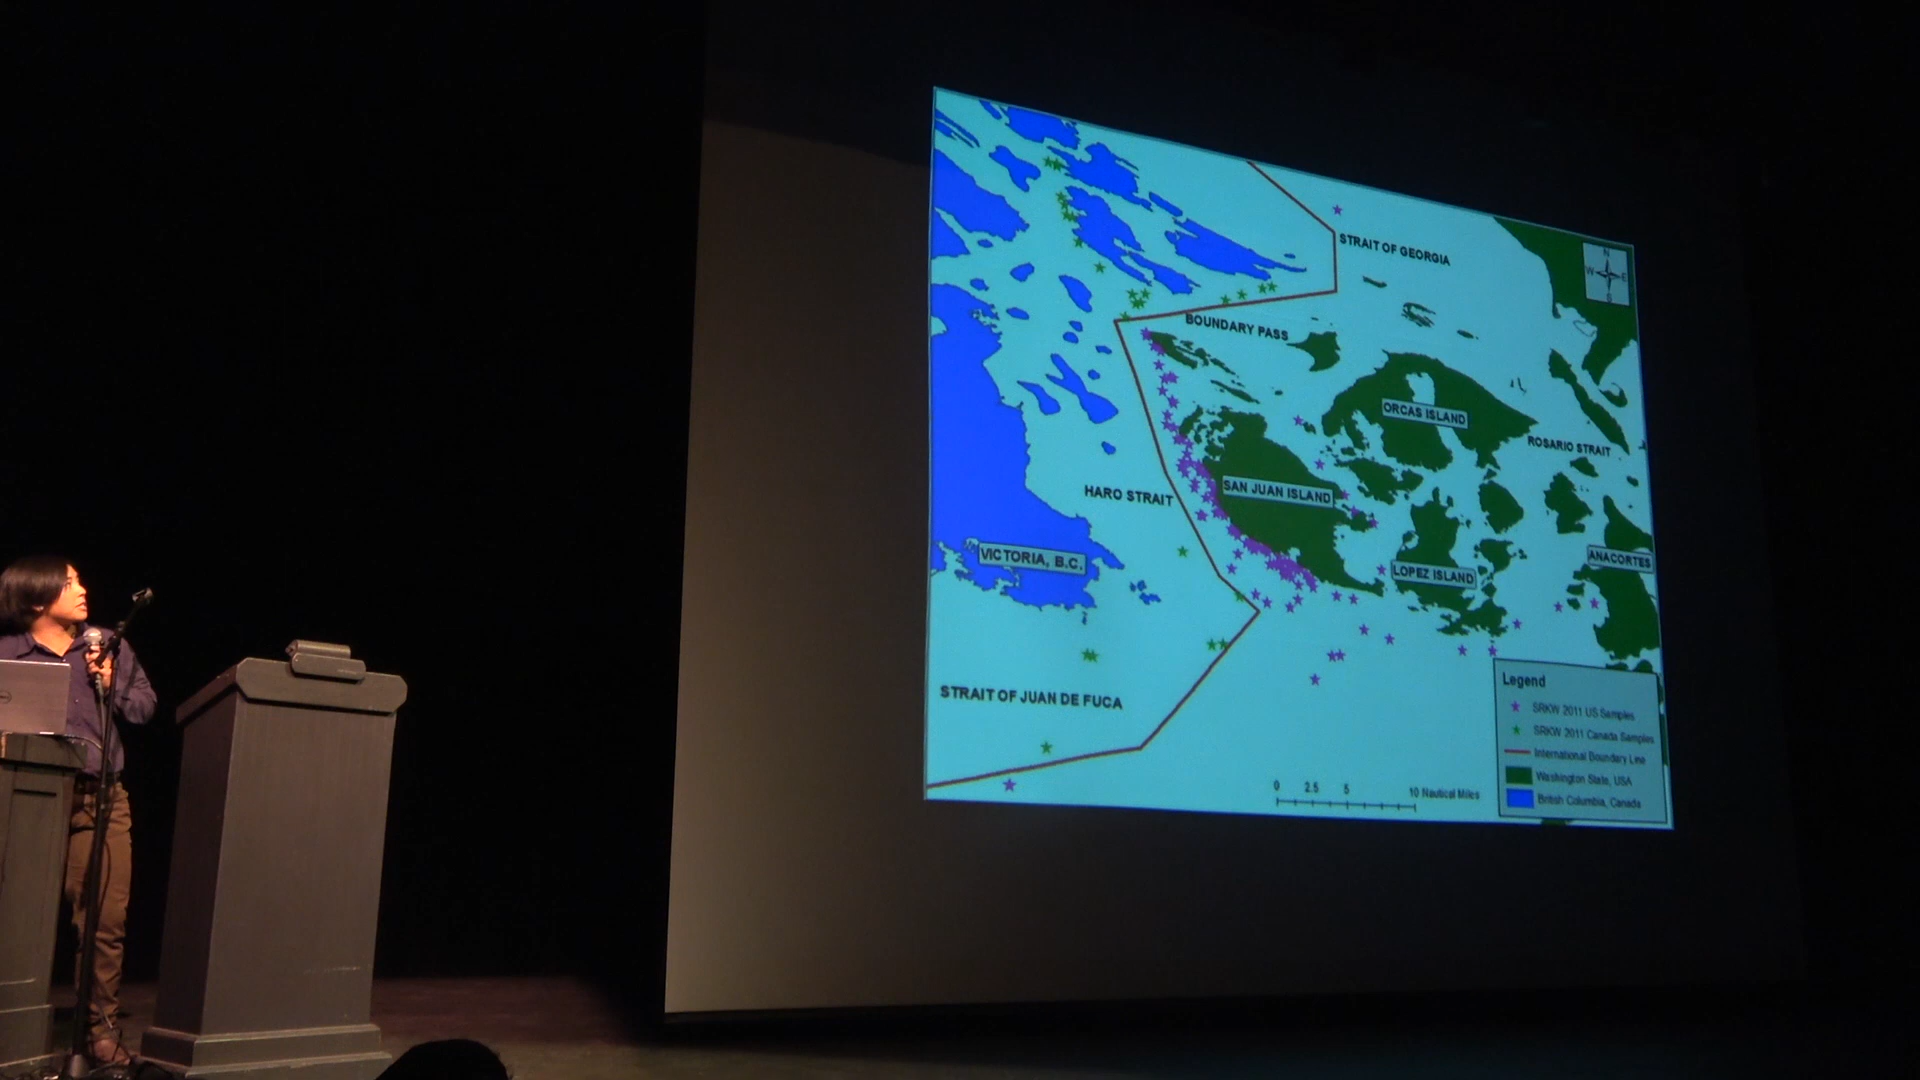 N
W E
S
STRAIT OF GEORGIA
BOUNDARY PASS
ORCAS ISLAND
ROSARIO STRAIT
HARO STRAIT
SAN JUAN ISLAND
VICTORIA, B.C.
LOPEZ ISLAND
ANACORTES
STRAIT OF JUAN DE FUCA
Legend
SRKW 2011 US Samples
SRKW 2011 Canada Samples
International Boundary Line
Washington State, USA
British Columbia, Canada
0 2.5 5 10 Nautical Miles